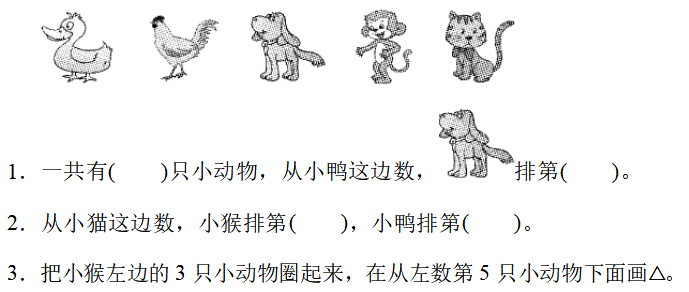 1．一共有(　　)只小动物，从小鸭这边数，排第(　　)。
2．从小猫这边数，小猴排第(　　)，小鸭排第(　　)。
3．把小猴左边的 3 只小动物圈起来，在从左数第 5 只小动物下面画△。